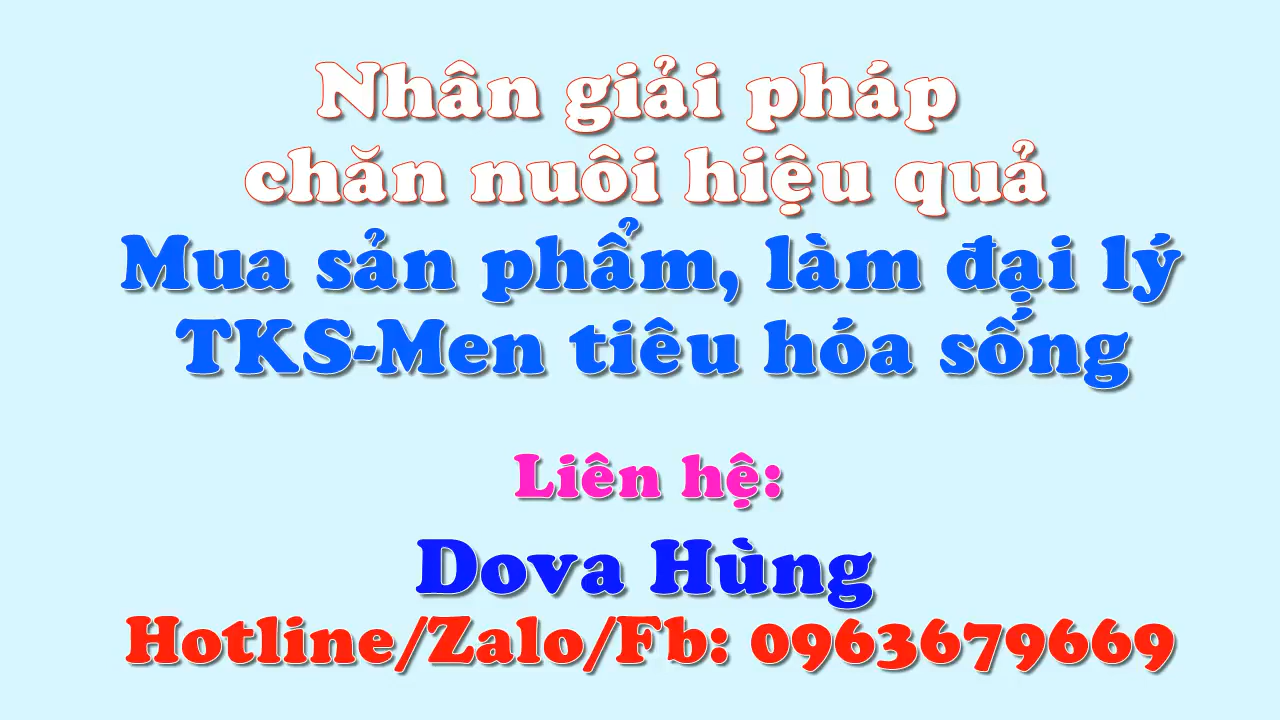 Nhân giải pháp
chăn nuôi hiệu quả
Mua sản phẩm, làm đại lý
TKS-Men tiêu hóa sống
Liên hệ:
Dova Hùng
Hotline/Zalo/Fb: 0963679669